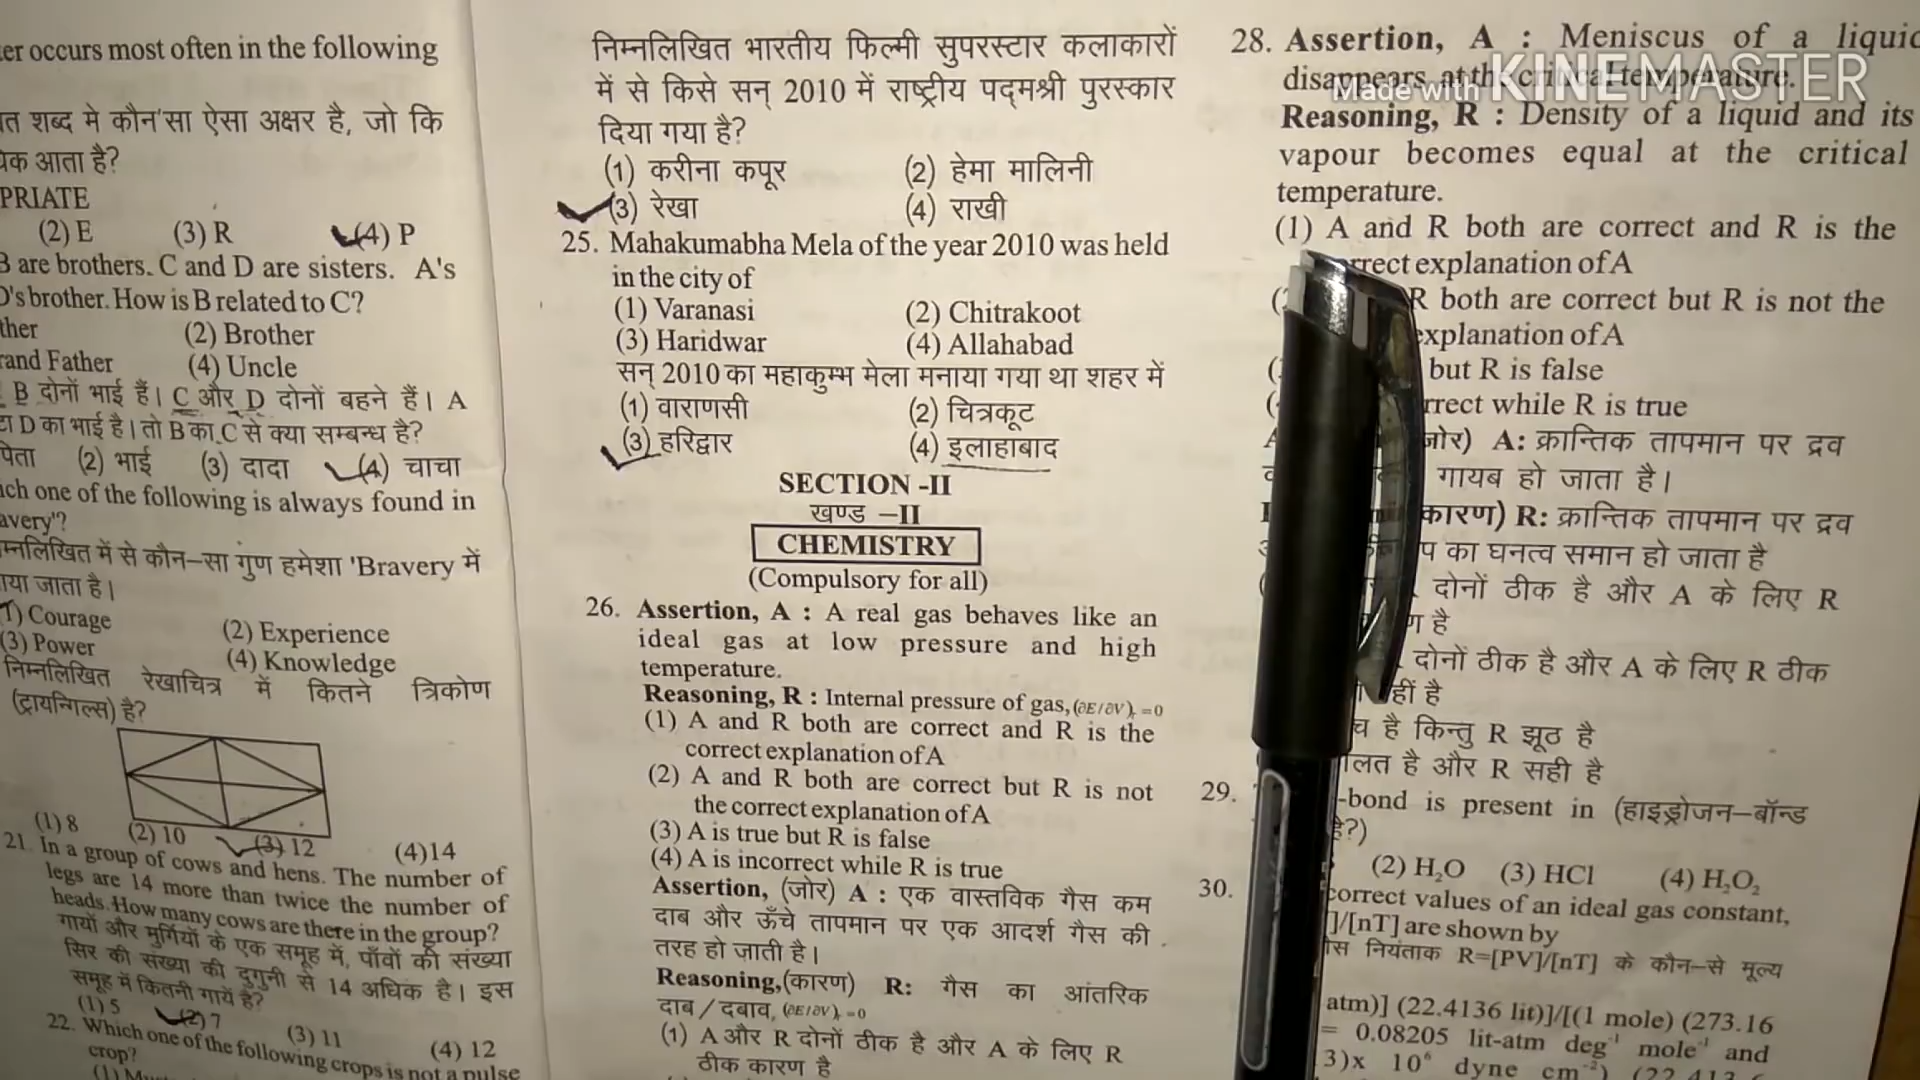 er occurs most often in the following
शब्द मे कौन सा ऐसा अक्षर है, जो कि
आता है?
PRIATE
(2) E (3) R (4) P
B are brothers. C and D are sisters. A's
D's brother. How is B related to C?
(2) Brother
and Father (4) Uncle
B दोनों भाई हैं। C और D दोनों बहने हैं। A
D का भाई है। तो B का C से क्या सम्बन्ध है?
पिता (2) भाई (3) दादा (4) चाचा
ch one of the following is always found in
avery'?
म्नलिखित में से कौन–सा गुंण हमेशा 'Bravery में
या जाता है।
1) Courage (2) Experience
(3) Power (4) Knowledge
निम्नलिखित रेखाचित्र में कितने त्रिकोण
(ट्रायन्गिल्स) है?
(1) 8 (2) 10 (3) 12 (4) 14
21. In a group of cows and hens. The number of
legs are 14 more than twice the number of
heads. How many cows are there in the group?
गायों और मुर्गियों के एक समूह में, पाँवों की संख्या
सिर की संख्या की दुगुनी से 14 अधिक है। इस
समूह में कितनी गायें है?
(1) 5 (2) 7 (3) 11 (4) 12
22. Which one of the following crops is not a pulse
crop?
निम्नलिखित भारतीय फिल्मी सुपरस्टार कलाकारों
में से किसे सन् 2010 में राष्ट्रीय पद्मश्री पुरस्कार
दिया गया है?
(1) करीना कपूर (2) हेमा मालिनी
(3) रेखा (4) राखी
25. Mahakumabha Mela of the year 2010 was held
in the city of
(1) Varanasi (2) Chitrakoot
(3) Haridwar (4) Allahabad
सन् 2010 का महाकुम्भ मेला मनाया गया था शहर में
(1) वाराणसी (2) चित्रकूट
(3) हरिद्वार (4) इलाहाबाद
SECTION -II
खण्ड –II
CHEMISTRY
(Compulsory for all)
26. Assertion, A : A real gas behaves like an
ideal gas at low pressure and high
temperature.
Reasoning, R : Internal pressure of gas, (∂E/∂V)ₜ =0
(1) A and R both are correct and R is the
correct explanation of A
(2) A and R both are correct but R is not
the correct explanation of A
(3) A is true but R is false
(4) A is incorrect while R is true
Assertion, (जोर) A : एक वास्तविक गैस कम
दाब और ऊँचे तापमान पर एक आदर्श गैस की
तरह हो ज़ाती है।
Reasoning,(कारण) R: गैस का आंतरिक
दाब/दबाव, (∂E/∂V)ₜ =0
(1) A और R दोनों ठीक है और A के लिए R
ठीक कारण है
28. Assertion, A : Meniscus of a liquid
disappears at the critical temperature.
Made with KINEMASTER
Reasoning, R : Density of a liquid and its
vapour becomes equal at the critical
temperature.
(1) A and R both are correct and R is the
rrect explanation of A
R both are correct but R is not the
explanation of A
but R is false
rrect while R is true
जोर) A: क्रान्तिक तापमान पर द्रव
गायब हो जाता है।
कारण) R: क्रान्तिक तापमान पर द्रव
का घनत्व समान हो जाता है
दोनों ठीक है और A के लिए R
है
दोनों ठीक है और A के लिए R ठीक
हीं है
है किन्तु R झूठ है
लत है और R सही है
29. -bond is present in (हाइड्रोजन–बॉन्ड
है?)
(2) H₂O (3) HCl (4) H₂O₂
30. correct values of an ideal gas constant,
]/[nT] are shown by
स नियंताक R=[PV]/[nT] के कौन–से मूल्य
atm)] (22.4136 lit)]/[(1 mole) (273.16
= 0.08205 lit-atm deg⁻¹ mole⁻¹ and
3)x 10⁶ dyne cm⁻²) (22,413.6